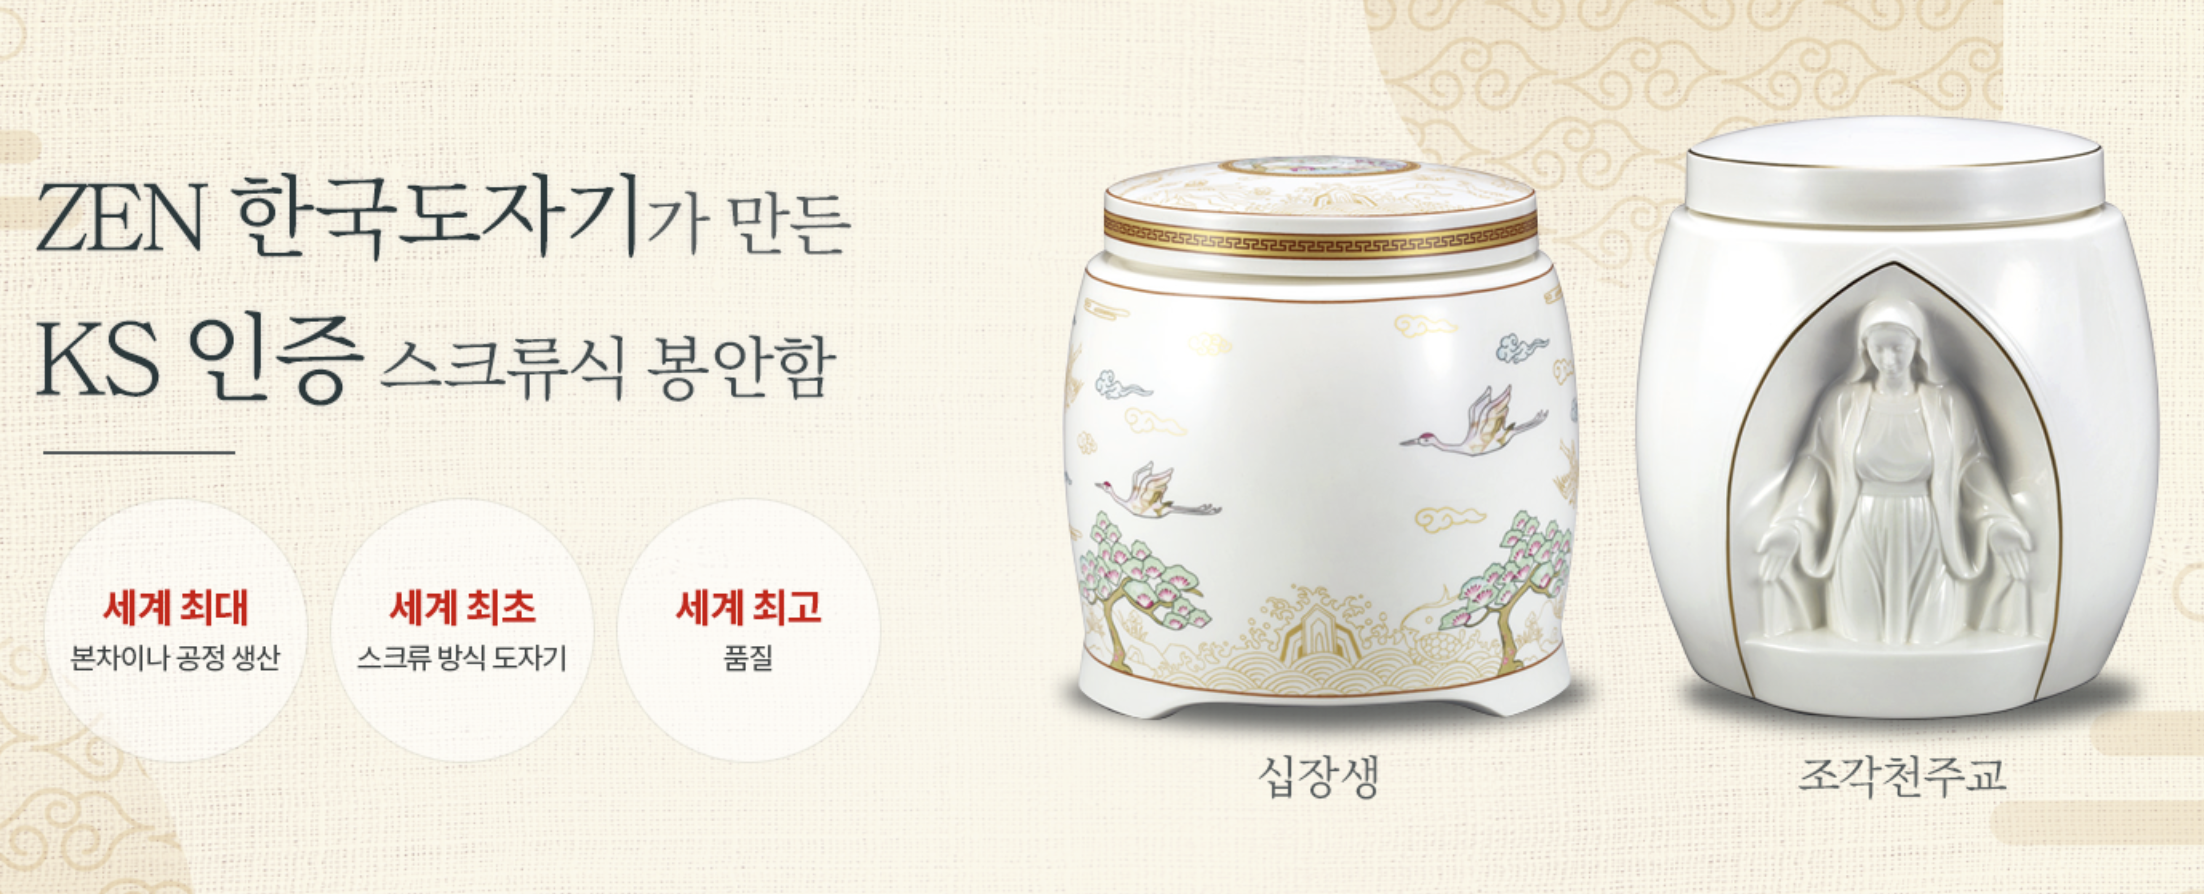 ZEN 한국도자기가 만든
KS 인증 스크류식 봉안함
세계 최대
본차이나 공정 생산
세계 최초
스크류 방식 도자기
세계 최고
품질
십장생
조각천주교